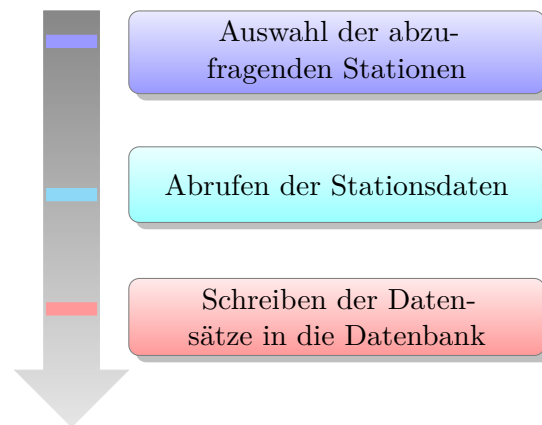 Auswahl der abzu-
fragenden Stationen
Abrufen der Stationsdaten
Schreiben der Daten-
sätze in die Datenbank